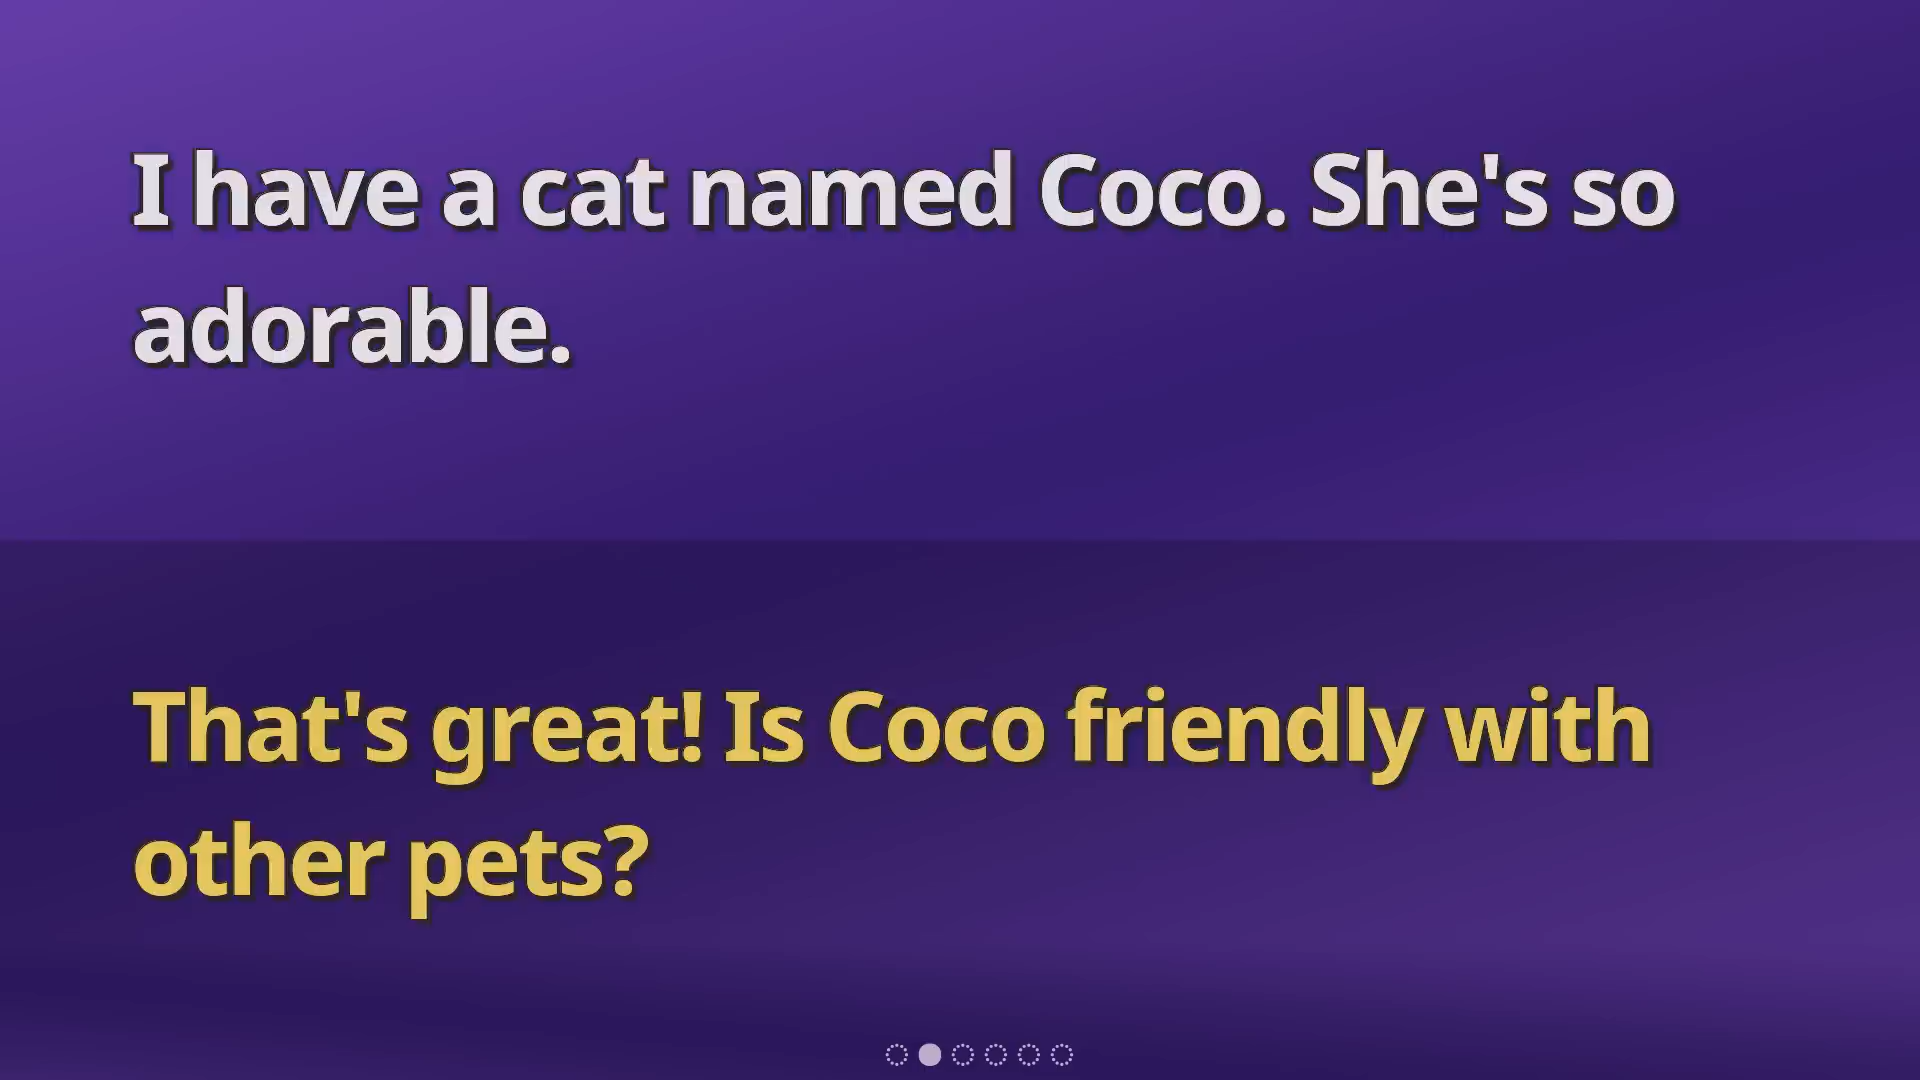 I have a cat named Coco. She's so
adorable.
That's great! Is Coco friendly with
other pets?